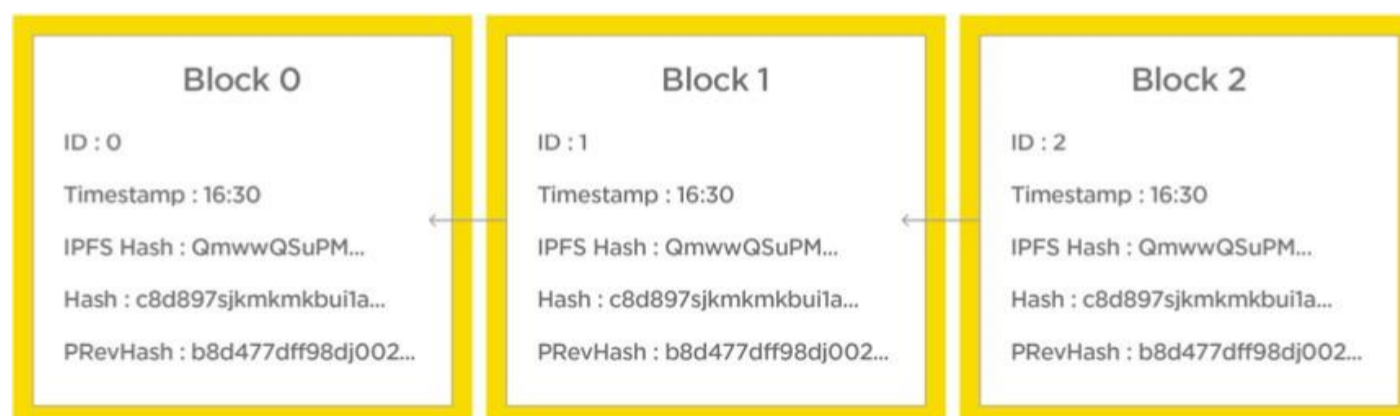 Block 0
ID : 0
Timestamp : 16:30
IPFS Hash : QmwwQSuPM...
Hash : c8d897sjkmkmkbui1a...
PRevHash : b8d477dff98dj002...
Block 1
ID : 1
Timestamp : 16:30
IPFS Hash : QmwwQSuPM...
Hash : c8d897sjkmkmkbui1a...
PRevHash : b8d477dff98dj002...
Block 2
ID : 2
Timestamp : 16:30
IPFS Hash : QmwwQSuPM...
Hash : c8d897sjkmkmkbui1a...
PRevHash : b8d477dff98dj002...